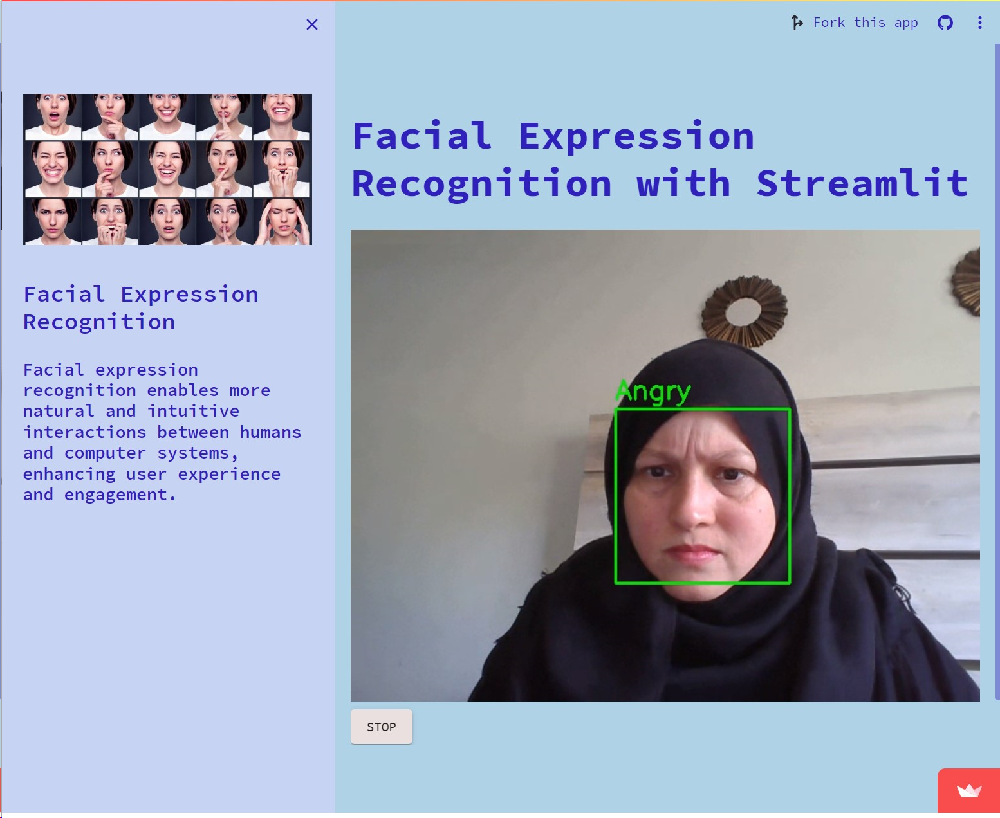 Fork this app
Facial Expression
Recognition
Facial expression
recognition enables more
natural and intuitive
interactions between humans
and computer systems,
enhancing user experience
and engagement.
Facial Expression
Recognition with Streamlit
Angry
STOP